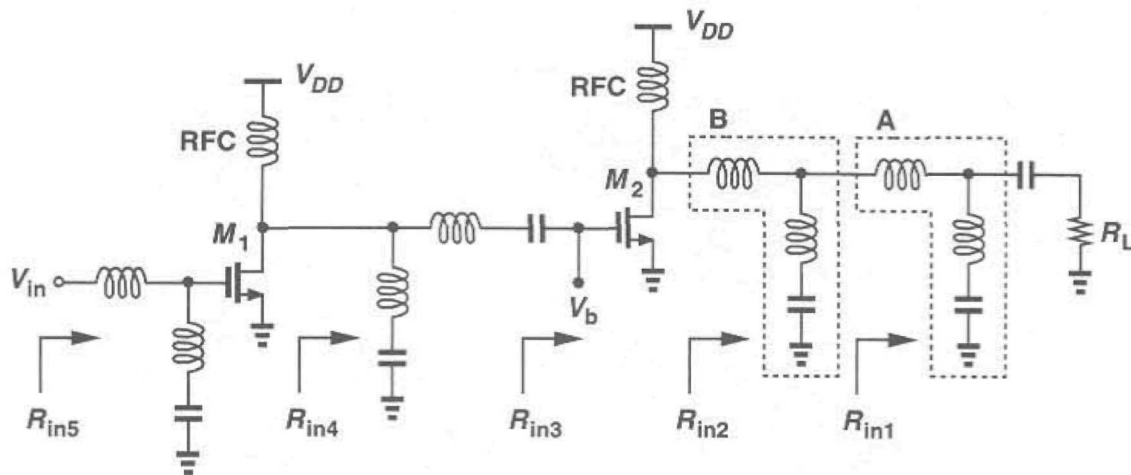 V_DD
V_DD
RFC
RFC
B
A
M_2
M_1
R_L
V_in
V_b
R_in5
R_in4
R_in3
R_in2
R_in1